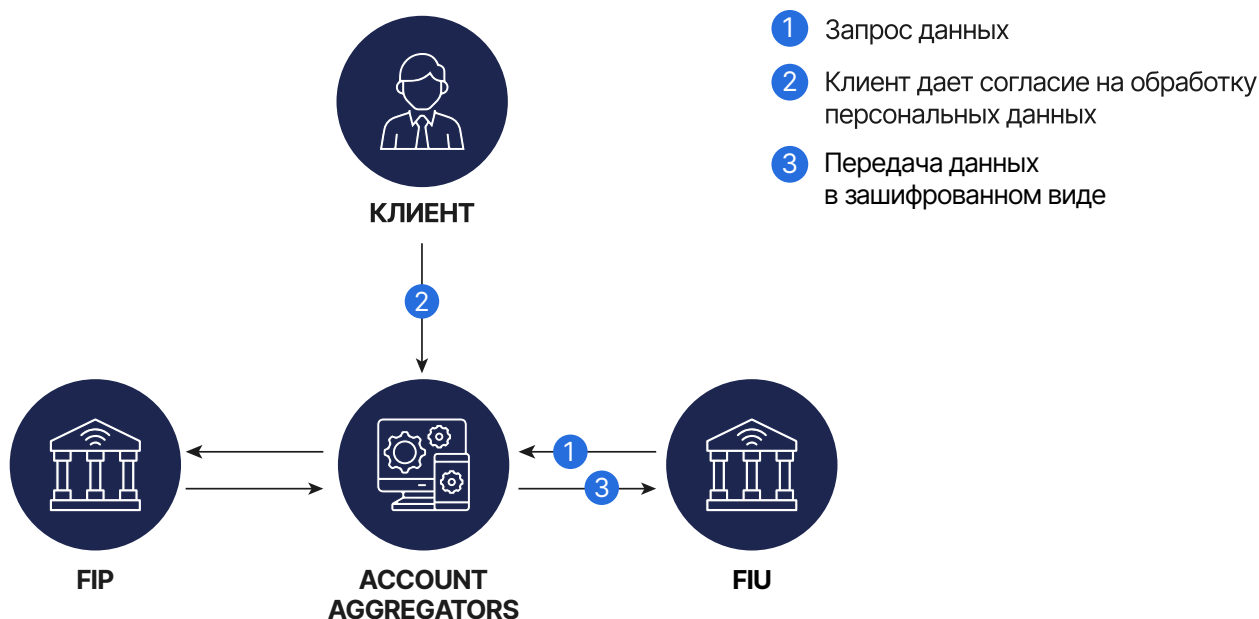 1 Запрос данных
2 Клиент дает согласие на обработку
персональных данных
3 Передача данных
в зашифрованном виде
КЛИЕНТ
2
1
3
FIP
ACCOUNT
AGGREGATORS
FIU